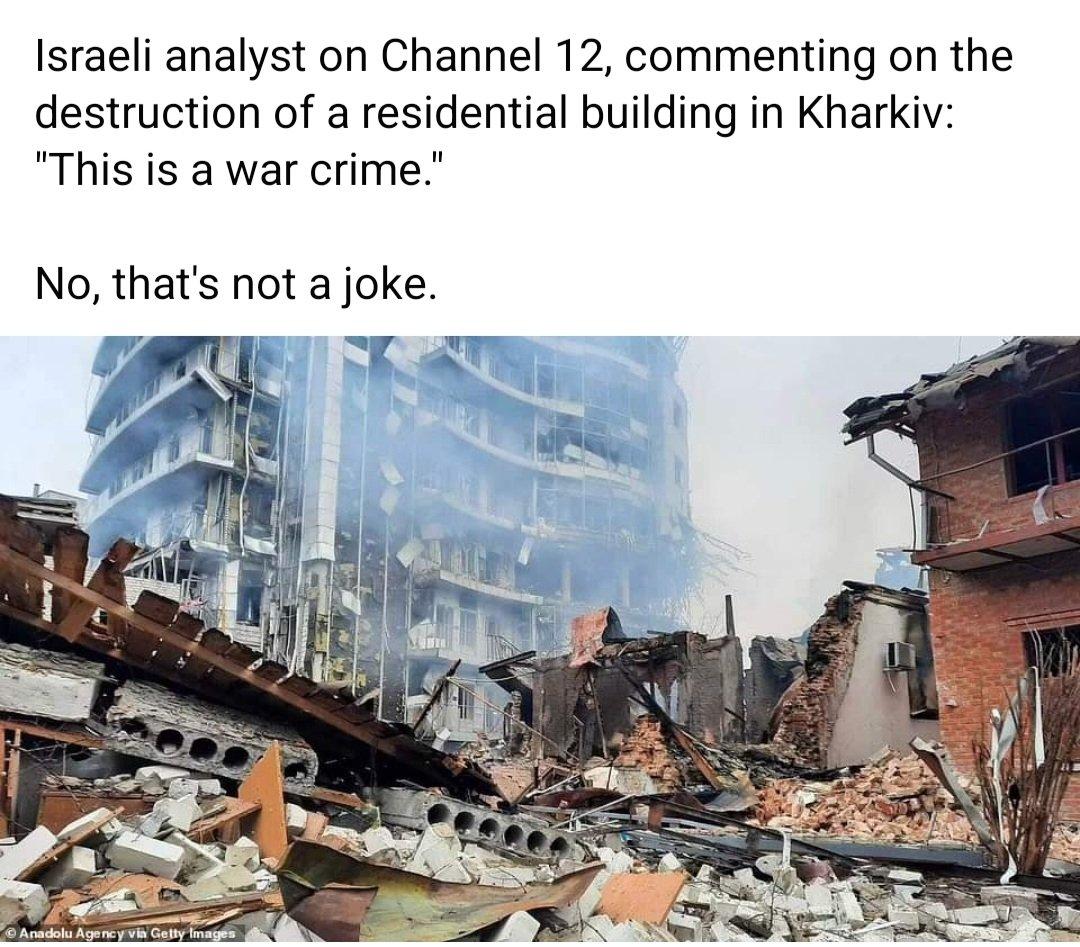 Israeli analyst on Channel 12, commenting on the
destruction of a residential building in Kharkiv:
"This is a war crime."
No, that's not a joke.
© Anadolu Agency via Getty Images